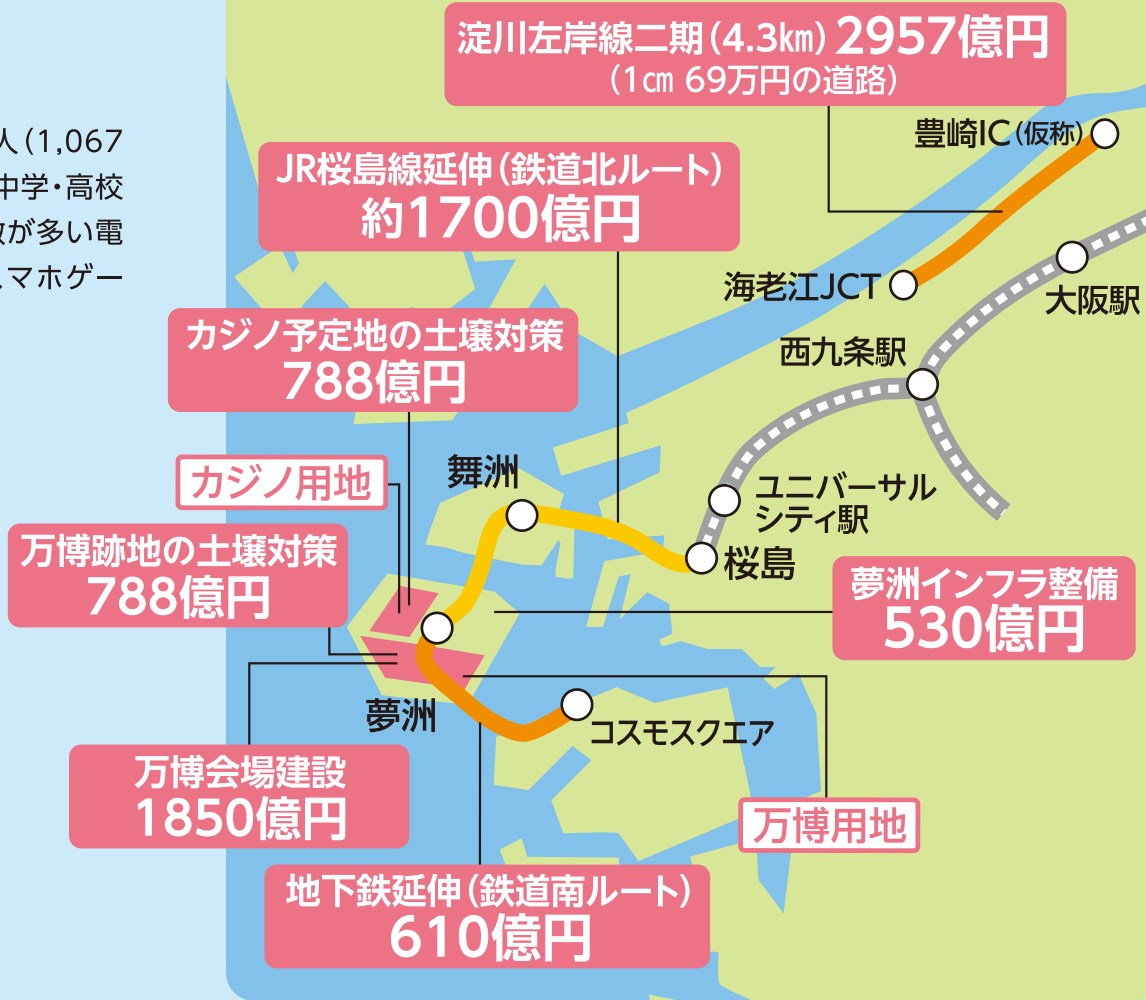 淀川左岸線二期(4.3㎞)2957億円
(1㎝ 69万円の道路)
人(1,067
中学・高校
が多い電
スマホゲー
豊崎IC(仮称)
JR桜島線延伸(鉄道北ルート)
約1700億円
海老江JCT
大阪駅
カジノ予定地の土壌対策
788億円
西九条駅
カジノ用地
舞洲
ユニバーサル
シティ駅
万博跡地の土壌対策
788億円
桜島
夢洲インフラ整備
530億円
夢洲
コスモスクエア
万博会場建設
1850億円
万博用地
地下鉄延伸(鉄道南ルート)
610億円